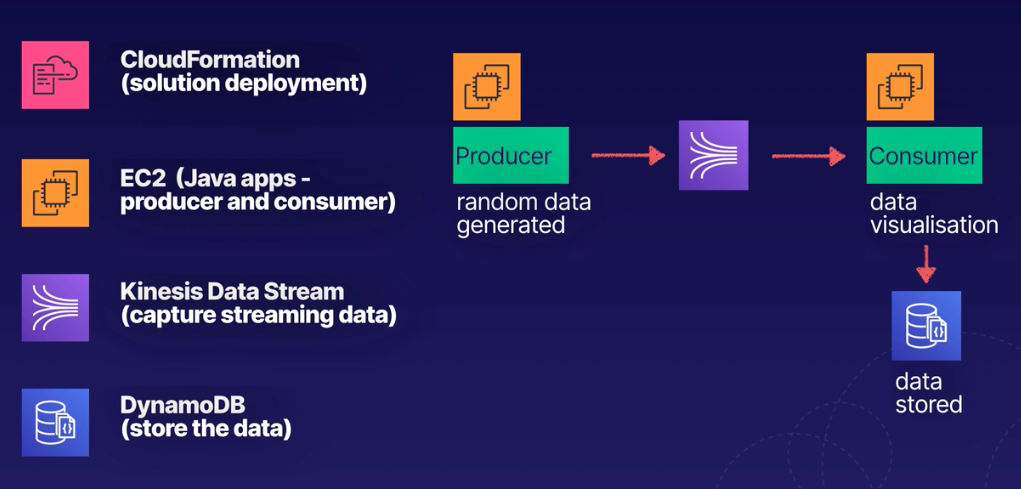 CloudFormation
(solution deployment)
EC2 (Java apps -
producer and consumer)
Kinesis Data Stream
(capture streaming data)
DynamoDB
(store the data)
Producer
random data
generated
Consumer
data
visualisation
data
stored